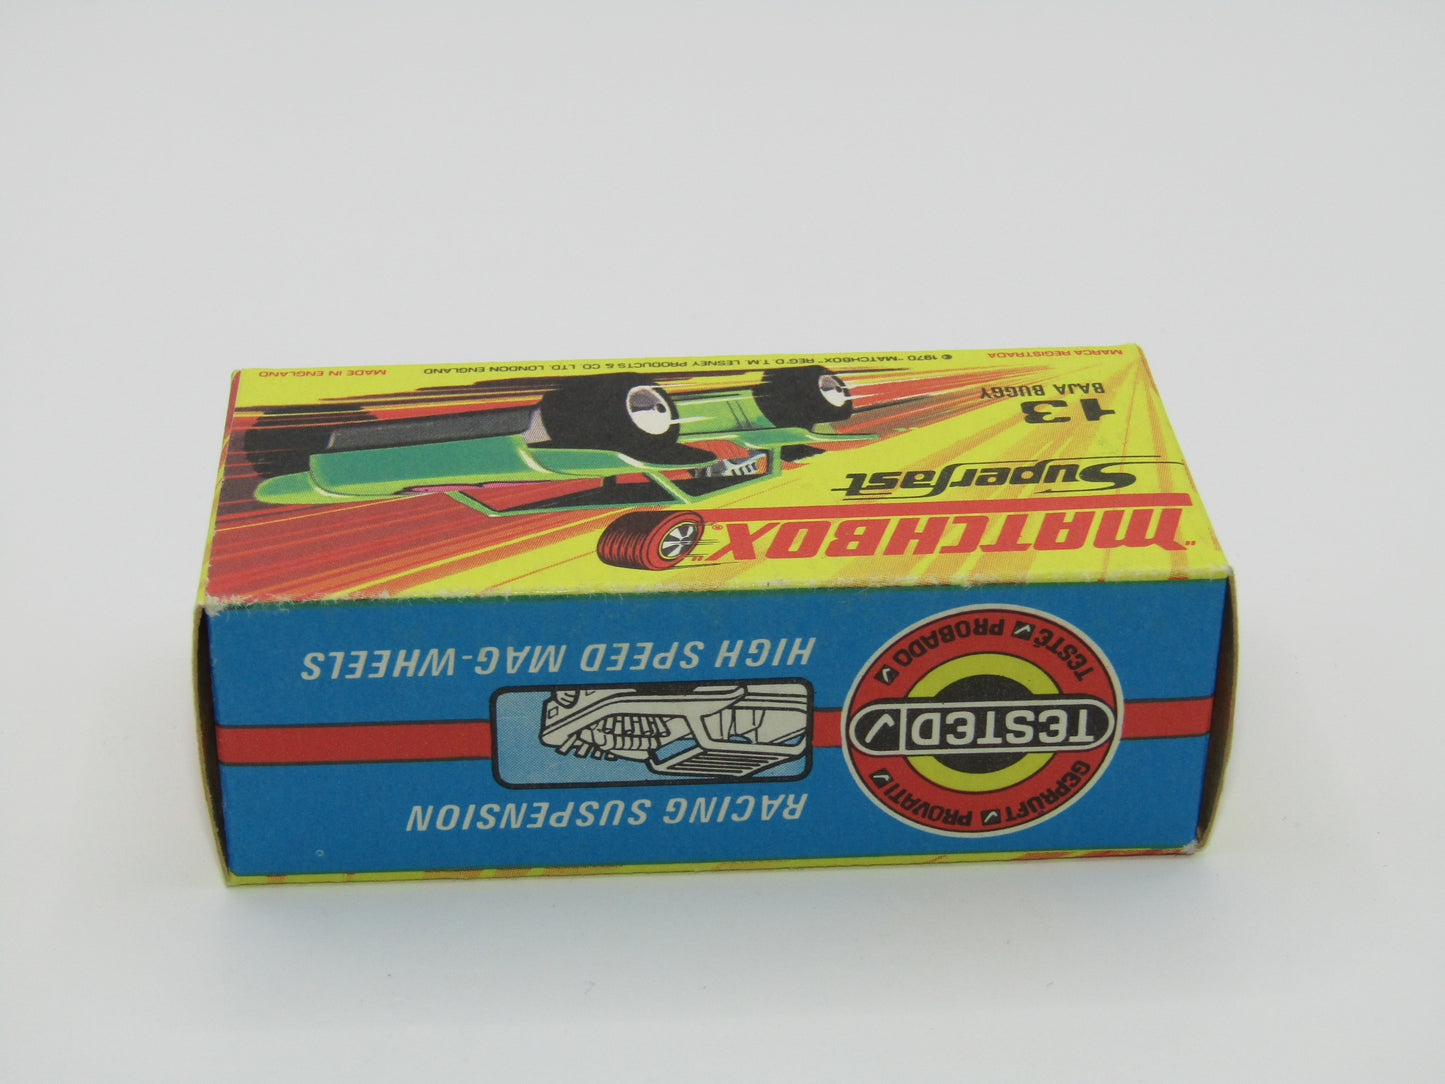 "MATCHBOX"®
Superfast
13
BAJA BUGGY
MARCA REGISTRADA
© 1970 "MATCHBOX" REG'D. T.M. LESNEY PRODUCTS & CO. LTD. LONDON ENGLAND
MADE IN ENGLAND
RACING SUSPENSION
HIGH SPEED MAG-WHEELS
GEPRÜFT ✓ PROVATI ✓
TESTED ✓
TESTÉ ✓ PROBADO ✓